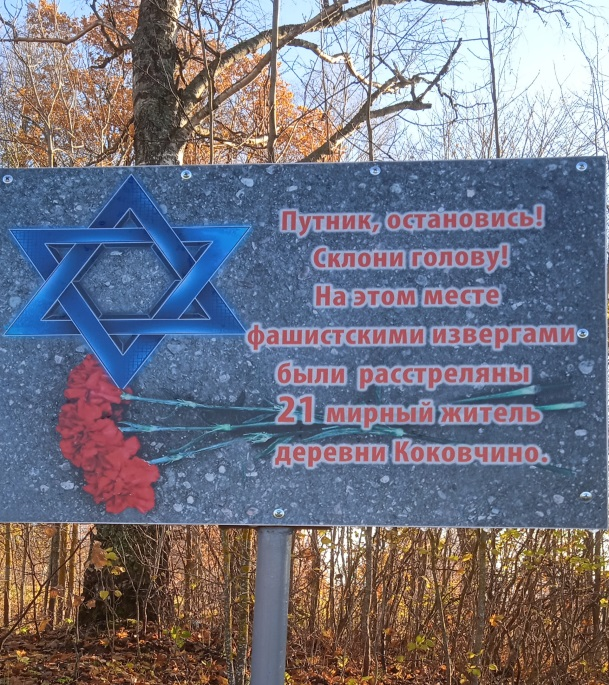 Путник, остановись!
Склони голову!
На этом месте
фашистскими извергами
были расстреляны
21 мирный житель
деревни Коковчино.